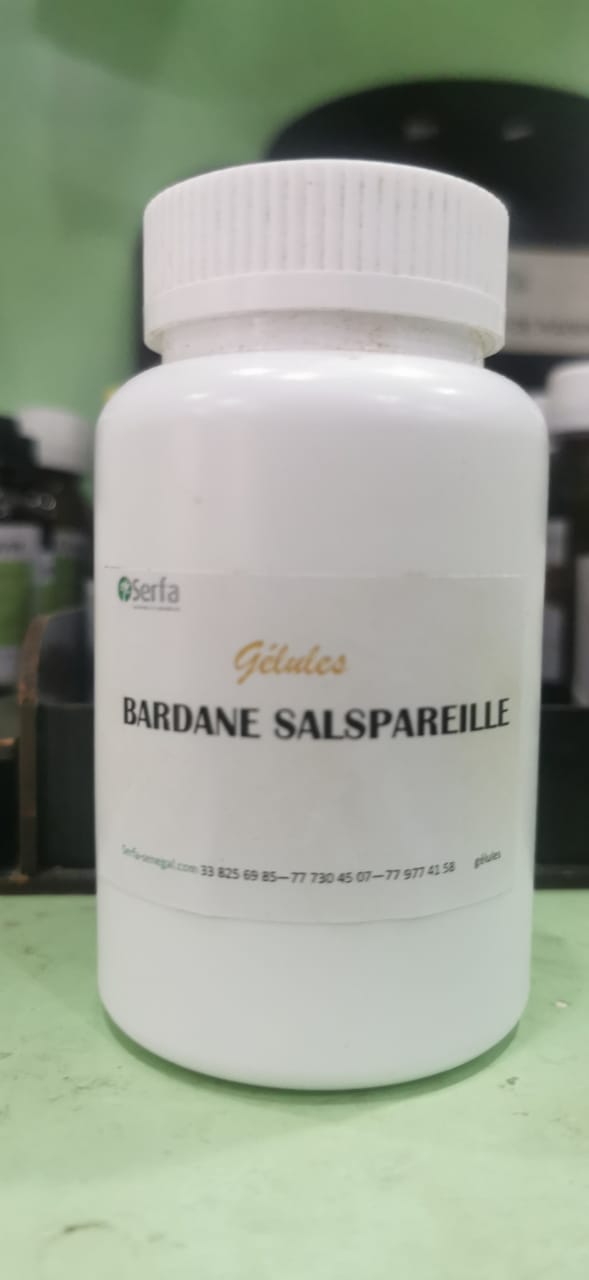 Serfa
Gélules
BARDANE SALSPAREILLE
Serfa-senegal.com 33 825 69 85—77 730 45 07—77 977 41 58 gélules